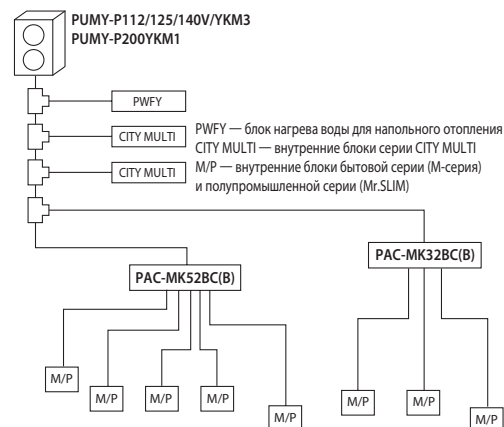 PUMY-P112/125/140V/YKM3
PUMY-P200YKM1
PWFY
CITY MULTI
CITY MULTI
PWFY — блок нагрева воды для напольного отопления
CITY MULTI — внутренние блоки серии CITY MULTI
M/P — внутренние блоки бытовой серии (M-серия)
и полупромышленной серии (Mr.SLIM)
PAC-MK52BC(B)
PAC-MK32BC(B)
M/P
M/P
M/P
M/P
M/P
M/P
M/P
M/P